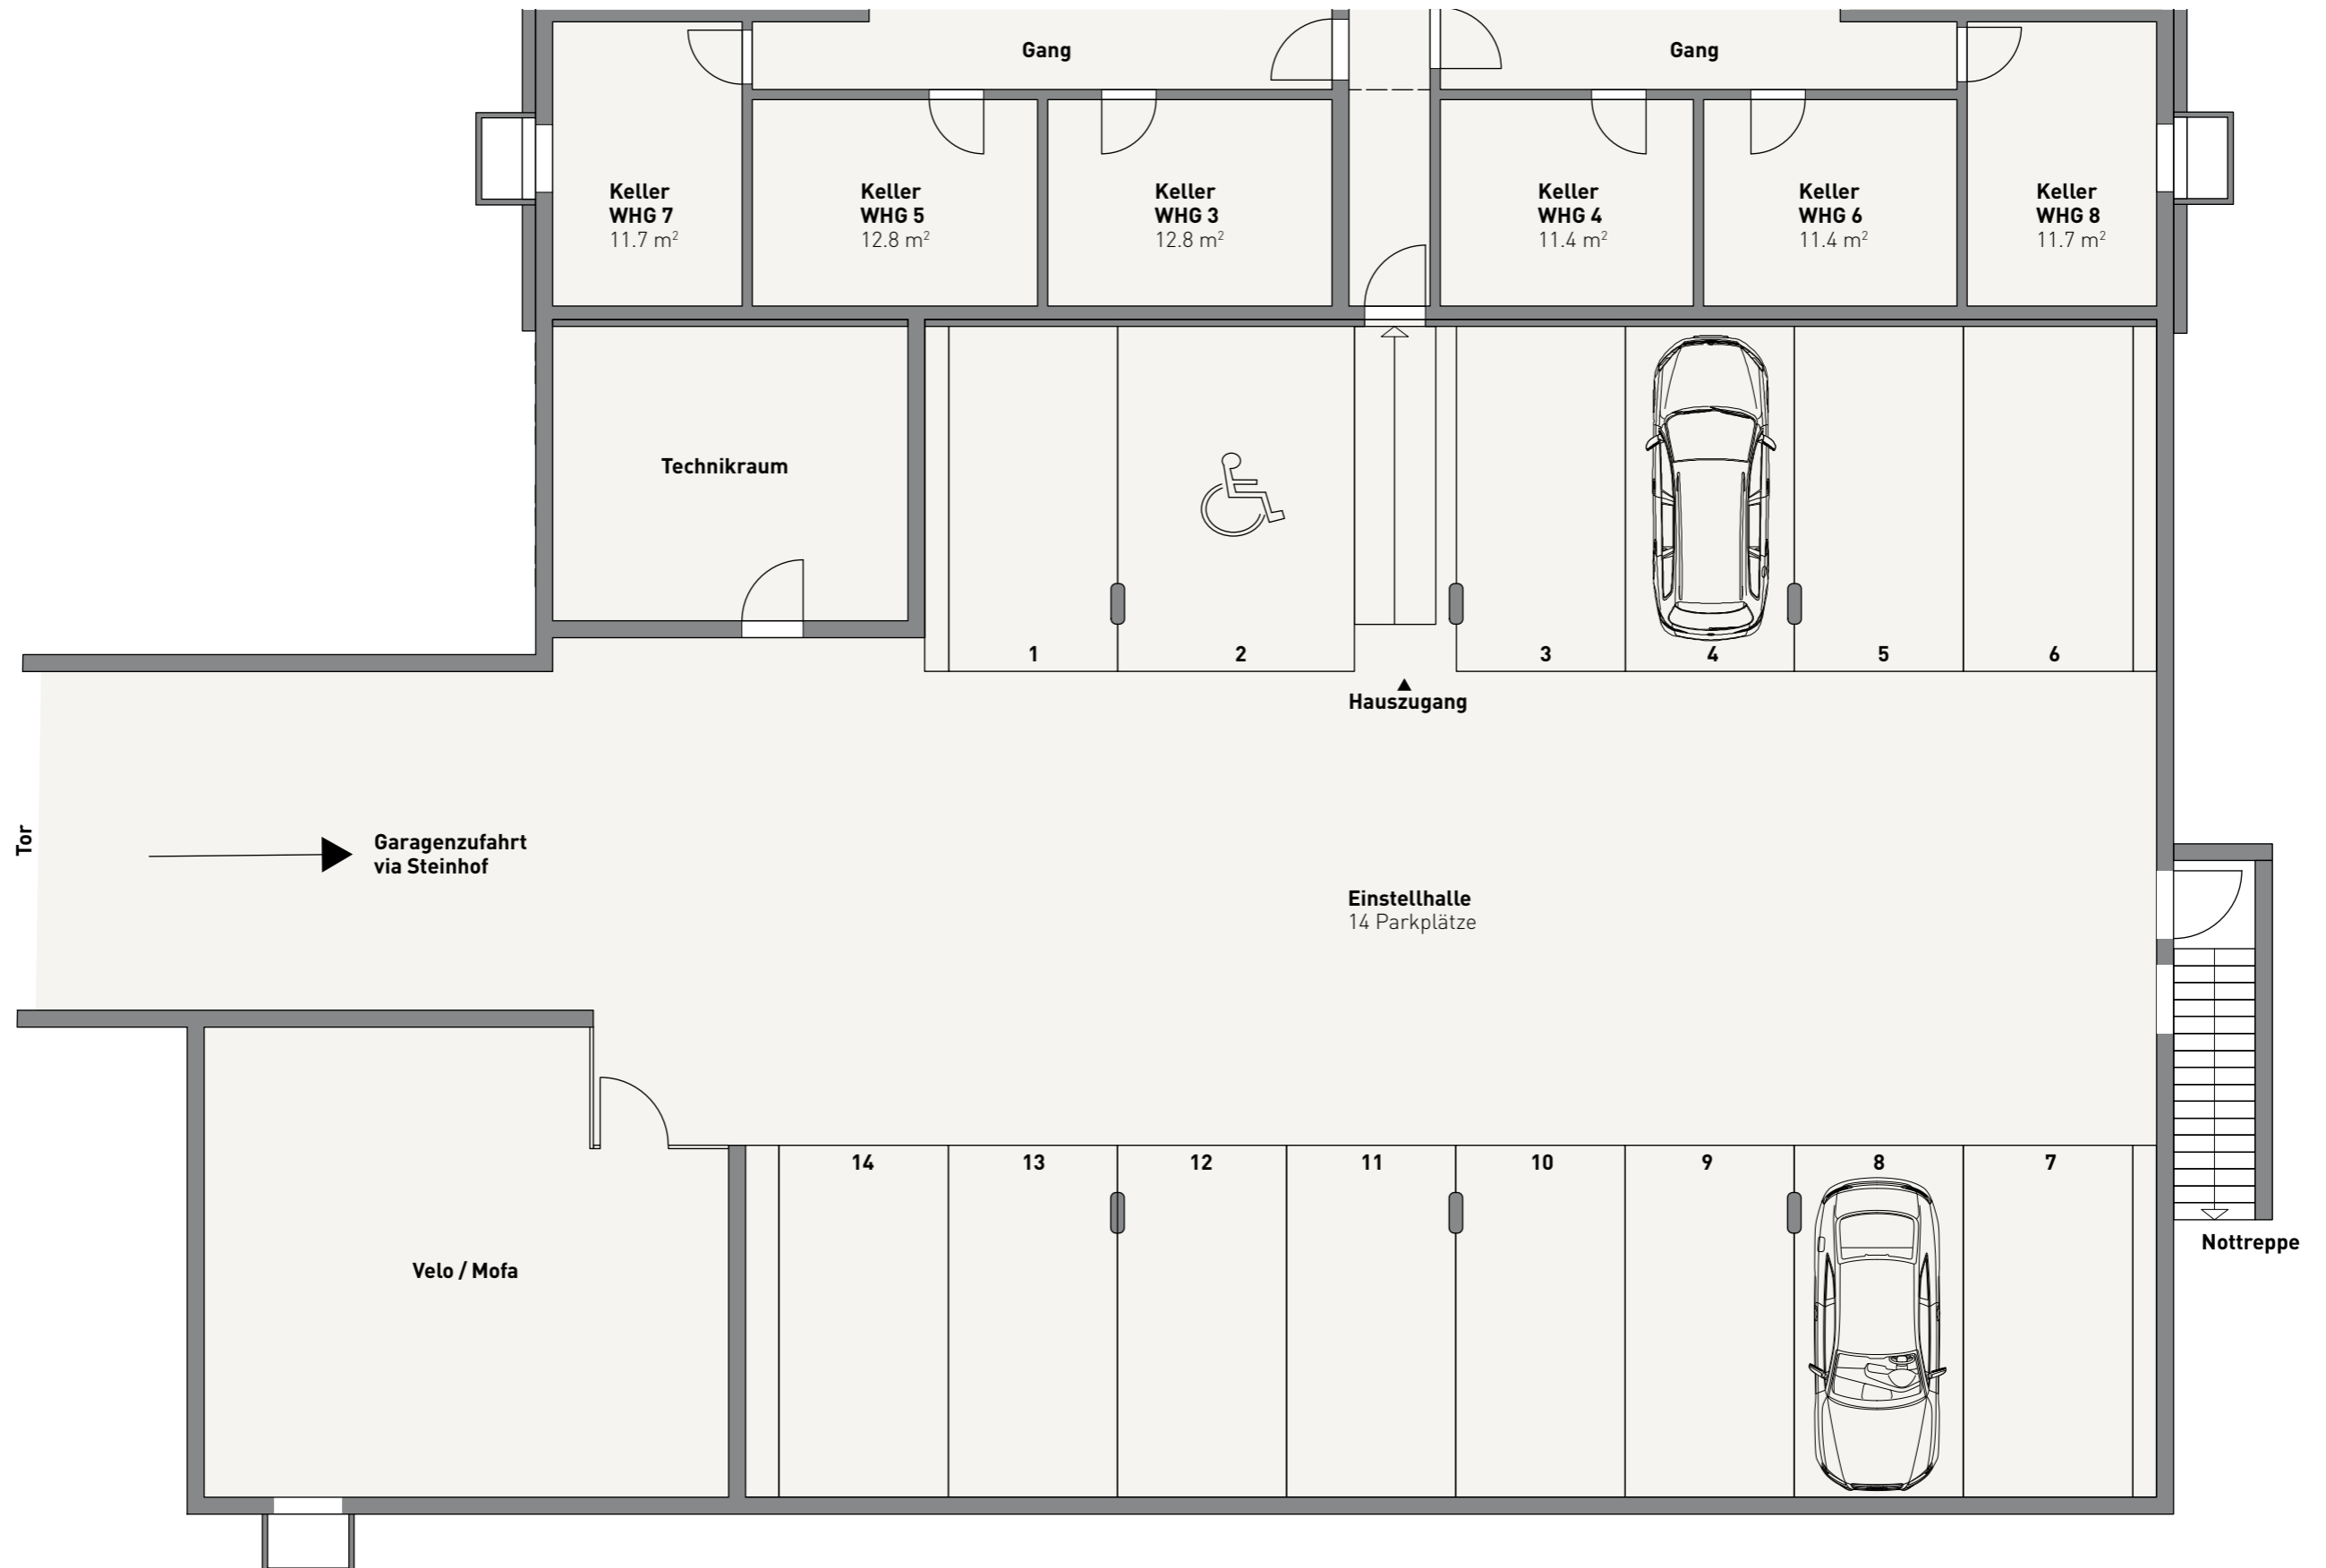 Gang
Gang
Keller
WHG 7
11.7 m²
Keller
WHG 5
12.8 m²
Keller
WHG 3
12.8 m²
Keller
WHG 4
11.4 m²
Keller
WHG 6
11.4 m²
Keller
WHG 8
11.7 m²
Technikraum
1
2
3
4
5
6
Hauszugang
Tor
Garagenzufahrt
via Steinhof
Einstellhalle
14 Parkplätze
14
13
12
11
10
9
8
7
Nottreppe
Velo / Mofa